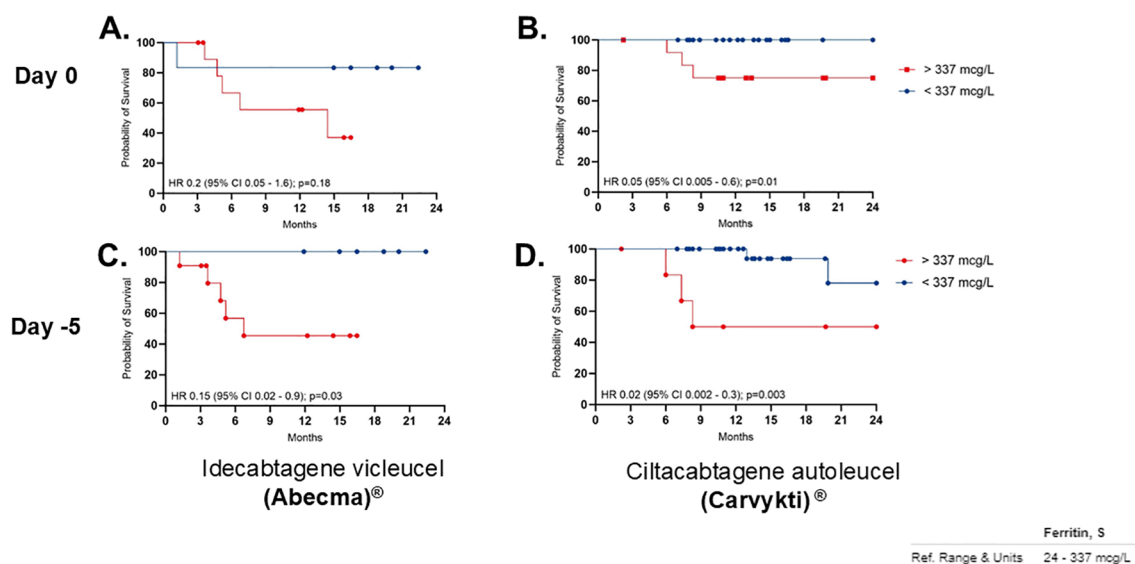 A.
B.
Day 0
Probability of Survival
100
80
60
40
20
0
HR 0.2 (95% CI 0.05 - 1.6); p=0.18
0 3 6 9 12 15 18 21 24
Months
Probability of Survival
100
80
60
40
20
0
HR 0.05 (95% CI 0.005 - 0.6); p=0.01
0 3 6 9 12 15 18 21 24
Months
> 337 mcg/L
< 337 mcg/L
C.
D.
Day -5
Probability of Survival
100
80
60
40
20
0
HR 0.15 (95% CI 0.02 - 0.9); p=0.03
0 3 6 9 12 15 18 21 24
Months
Probability of Survival
100
80
60
40
20
0
HR 0.02 (95% CI 0.002 - 0.3); p=0.003
0 3 6 9 12 15 18 21 24
Months
> 337 mcg/L
< 337 mcg/L
Idecabtagene vicleucel
(Abecma)®
Ciltacabtagene autoleucel
(Carvykti) ®
Ferritin, S
Ref. Range & Units 24 - 337 mcg/L